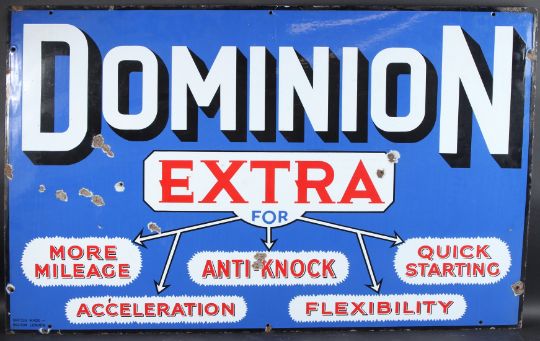 DOMINION
EXTRA
FOR
MORE
MILEAGE
ANTI-KNOCK
QUICK
STARTING
ACCELERATION
FLEXIBILITY